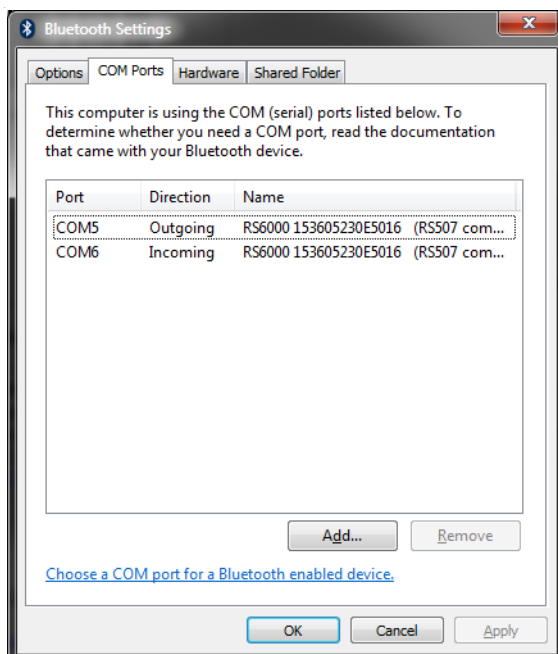 Bluetooth Settings
Options COM Ports Hardware Shared Folder
This computer is using the COM (serial) ports listed below. To
determine whether you need a COM port, read the documentation
that came with your Bluetooth device.
Port Direction Name
COM5 Outgoing RS6000 153605230E5016 (RS507 com...
COM6 Incoming RS6000 153605230E5016 (RS507 com...
Add... Remove
Choose a COM port for a Bluetooth enabled device.
OK Cancel Apply